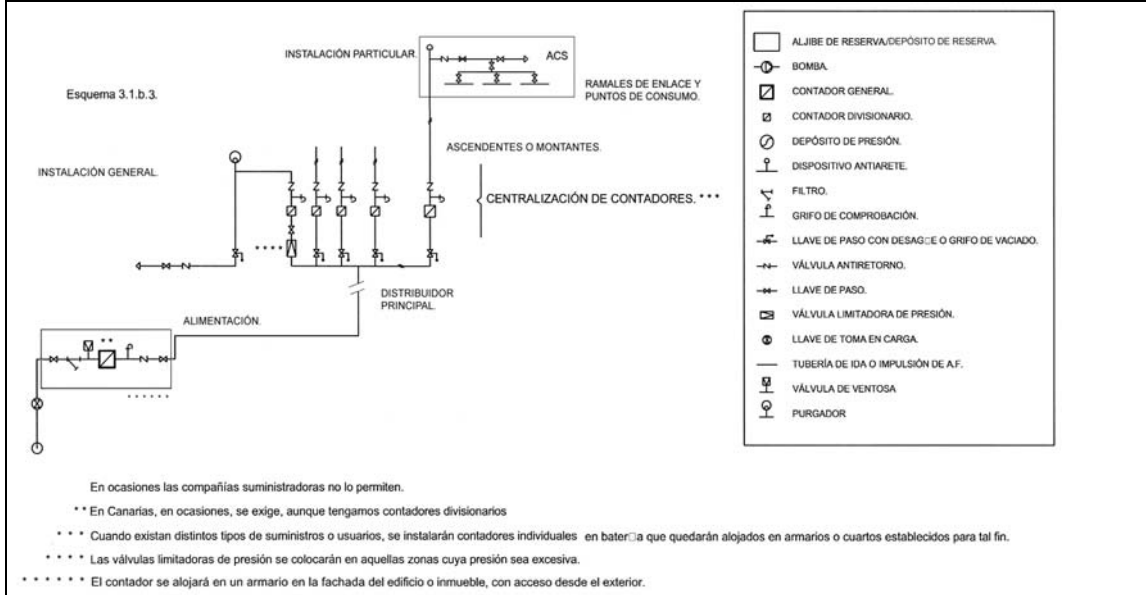 INSTALACIÓN PARTICULAR.
ACS
RAMALES DE ENLACE Y
PUNTOS DE CONSUMO.
Esquema 3.1.b.3.
ASCENDENTES O MONTANTES.
INSTALACIÓN GENERAL.
CENTRALIZACIÓN DE CONTADORES. * * *
* * * *
DISTRIBUIDOR
PRINCIPAL.
ALIMENTACIÓN.
* *
* * * * * *
ALJIBE DE RESERVA/DEPÓSITO DE RESERVA.
BOMBA.
CONTADOR GENERAL.
CONTADOR DIVISIONARIO.
DEPÓSITO DE PRESIÓN.
DISPOSITIVO ANTIARETE.
FILTRO.
GRIFO DE COMPROBACIÓN.
LLAVE DE PASO CON DESAG□E O GRIFO DE VACIADO.
VÁLVULA ANTIRETORNO.
LLAVE DE PASO.
VÁLVULA LIMITADORA DE PRESIÓN.
LLAVE DE TOMA EN CARGA.
TUBERÍA DE IDA O IMPULSIÓN DE A.F.
VÁLVULA DE VENTOSA
PURGADOR
En ocasiones las compañías suministradoras no lo permiten.
* * En Canarias, en ocasiones, se exige, aunque tengamos contadores divisionarios
* * * Cuando existan distintos tipos de suministros o usuarios, se instalarán contadores individuales en bater□a que quedarán alojados en armarios o cuartos establecidos para tal fin.
* * * * Las válvulas limitadoras de presión se colocarán en aquellas zonas cuya presión sea excesiva.
* * * * * * El contador se alojará en un armario en la fachada del edificio o inmueble, con acceso desde el exterior.